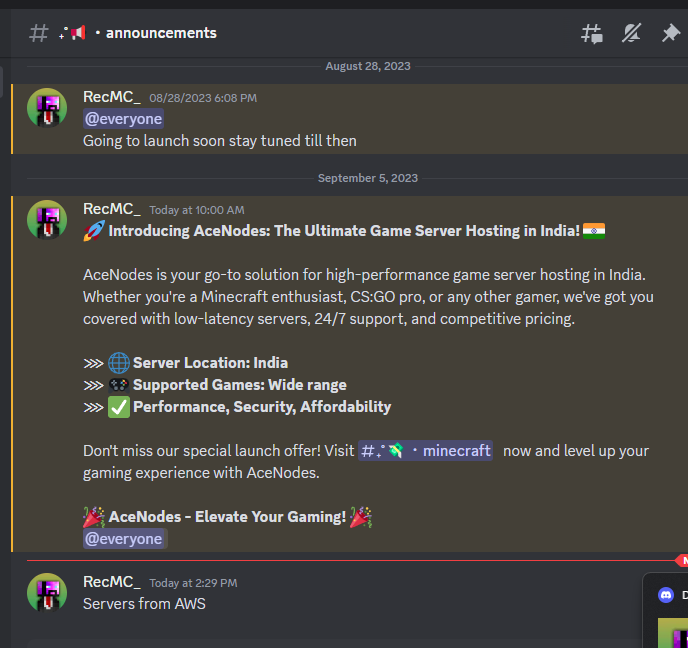 # • announcements
August 28, 2023
RecMC_ 08/28/2023 6:08 PM
@everyone
Going to launch soon stay tuned till then
September 5, 2023
RecMC_ Today at 10:00 AM
🚀 Introducing AceNodes: The Ultimate Game Server Hosting in India! 🇮🇳
AceNodes is your go-to solution for high-performance game server hosting in India.
Whether you're a Minecraft enthusiast, CS:GO pro, or any other gamer, we've got you
covered with low-latency servers, 24/7 support, and competitive pricing.
⋙ 🌐 Server Location: India
⋙ 🎮 Supported Games: Wide range
⋙ ✅ Performance, Security, Affordability
Don't miss our special launch offer! Visit # 💸 • minecraft now and level up your
gaming experience with AceNodes.
🎉 AceNodes - Elevate Your Gaming! 🎉
@everyone
RecMC_ Today at 2:29 PM
Servers from AWS